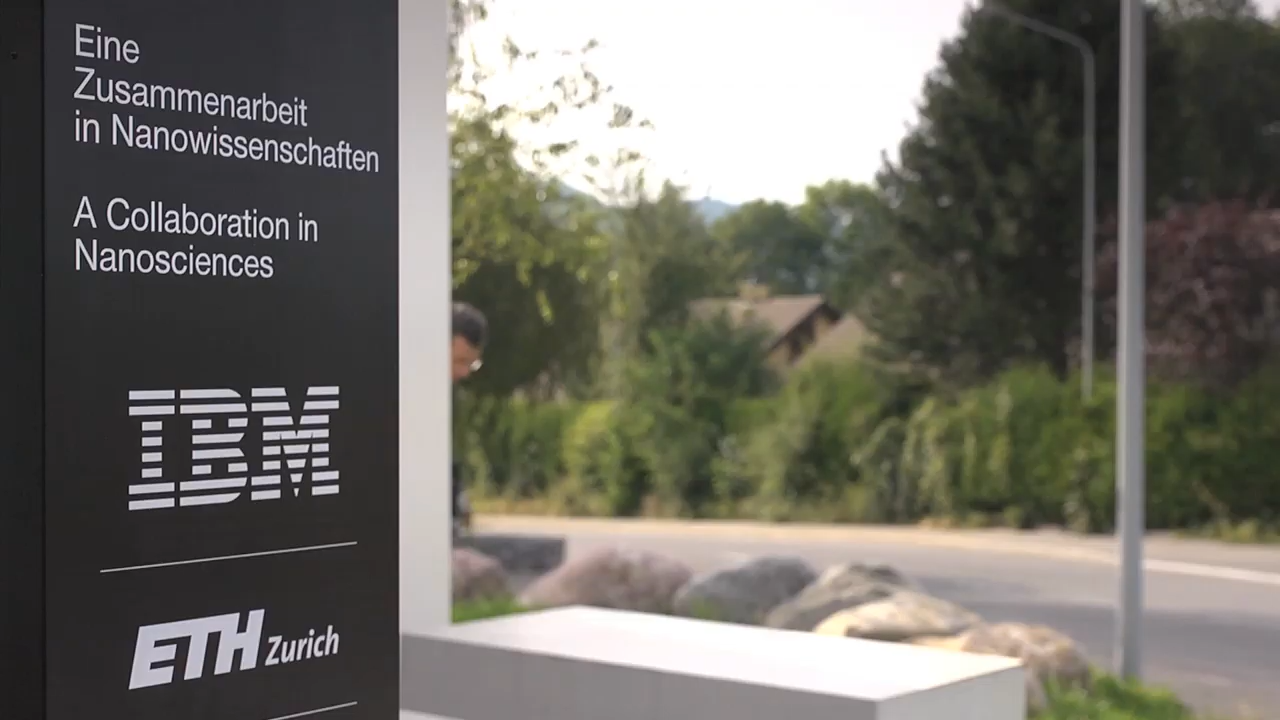 Eine
Zusammenarbeit
in Nanowissenschaften
A Collaboration in
Nanosciences
IBM
ETH Zurich